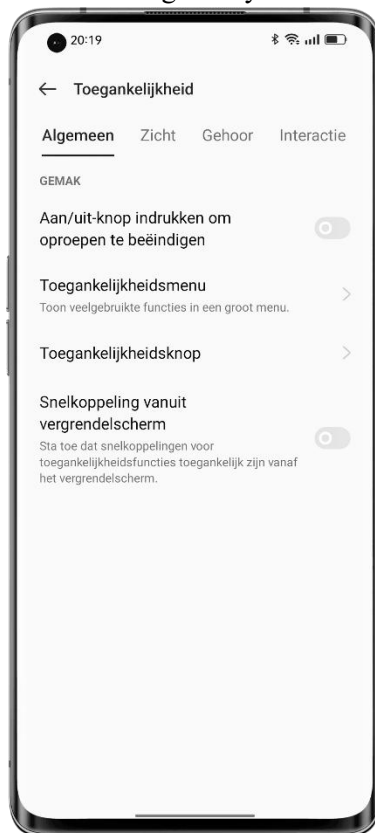 20:19
Toegankelijkheid
Algemeen Zicht Gehoor Interactie
GEMAK
Aan/uit-knop indrukken om
oproepen te beëindigen
Toegankelijkheidsmenu
Toon veelgebruikte functies in een groot menu.
Toegankelijkheidsknop
Snelkoppeling vanuit
vergrendelscherm
Sta toe dat snelkoppelingen voor
toegankelijkheidsfuncties toegankelijk zijn vanaf
het vergrendelscherm.